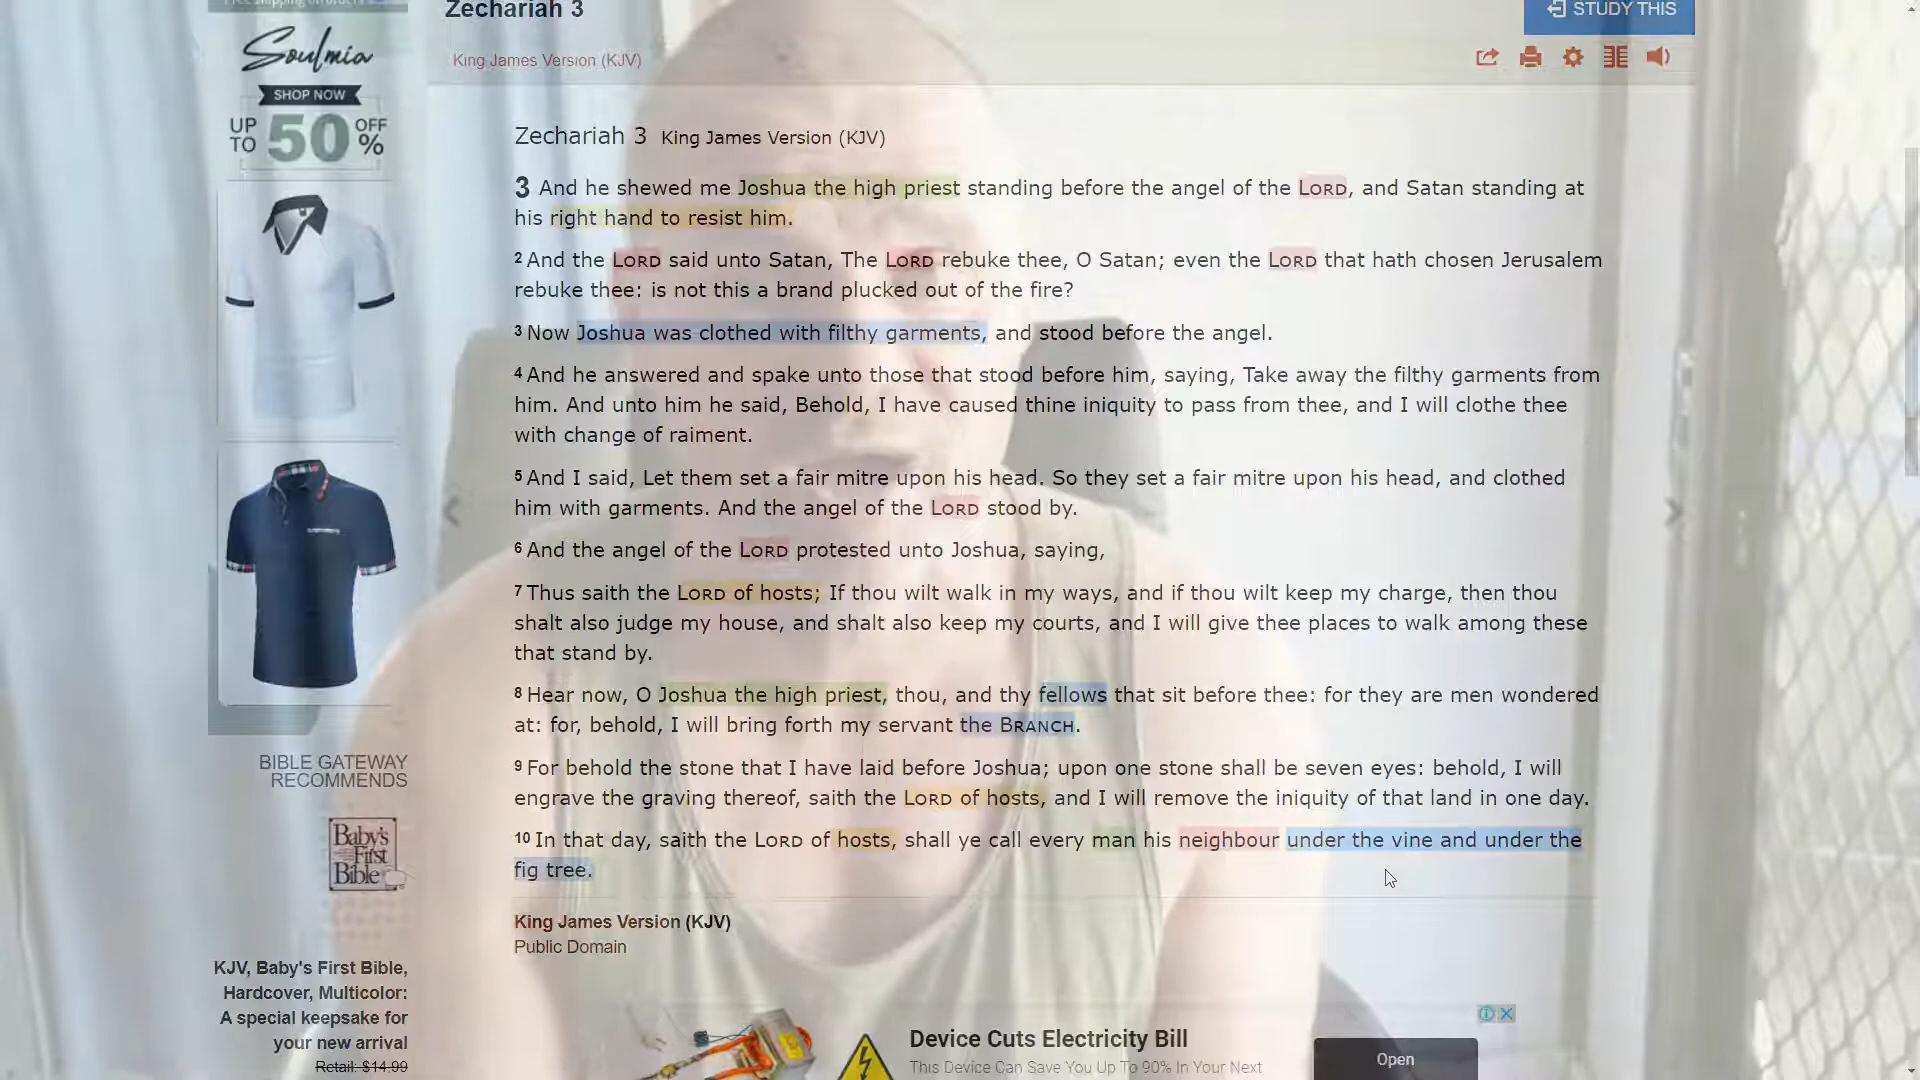 Zechariah 3
STUDY THIS
King James Version (KJV)
Soulmia
SHOP NOW
UP TO 50% OFF
Zechariah 3 King James Version (KJV)
3 And he shewed me Joshua the high priest standing before the angel of the LORD, and Satan standing at
his right hand to resist him.
2 And the LORD said unto Satan, The LORD rebuke thee, O Satan; even the LORD that hath chosen Jerusalem
rebuke thee: is not this a brand plucked out of the fire?
3 Now Joshua was clothed with filthy garments, and stood before the angel.
4 And he answered and spake unto those that stood before him, saying, Take away the filthy garments from
him. And unto him he said, Behold, I have caused thine iniquity to pass from thee, and I will clothe thee
with change of raiment.
5 And I said, Let them set a fair mitre upon his head. So they set a fair mitre upon his head, and clothed
him with garments. And the angel of the LORD stood by.
6 And the angel of the LORD protested unto Joshua, saying,
7 Thus saith the LORD of hosts; If thou wilt walk in my ways, and if thou wilt keep my charge, then thou
shalt also judge my house, and shalt also keep my courts, and I will give thee places to walk among these
that stand by.
8 Hear now, O Joshua the high priest, thou, and thy fellows that sit before thee: for they are men wondered
at: for, behold, I will bring forth my servant the BRANCH.
9 For behold the stone that I have laid before Joshua; upon one stone shall be seven eyes: behold, I will
engrave the graving thereof, saith the LORD of hosts, and I will remove the iniquity of that land in one day.
10 In that day, saith the LORD of hosts, shall ye call every man his neighbour under the vine and under the
fig tree.
King James Version (KJV)
Public Domain
BIBLE GATEWAY
RECOMMENDS
Baby's
First
Bible
KJV, Baby's First Bible,
Hardcover, Multicolor:
A special keepsake for
your new arrival
Retail: $14.99
Device Cuts Electricity Bill
This Device Can Save You Up To 90% In Your Next
Open